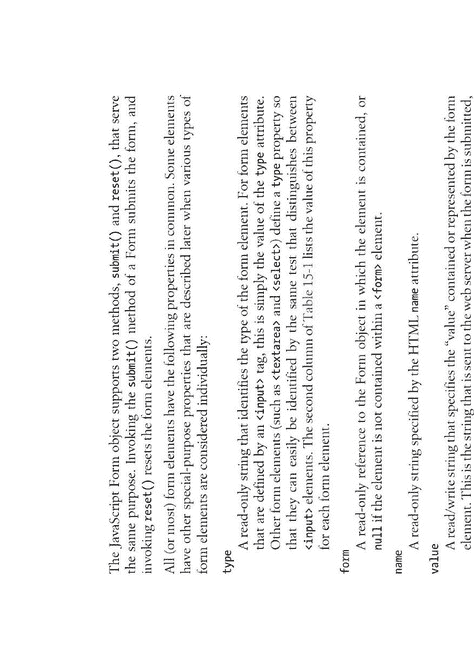 The JavaScript Form object supports two methods, submit() and reset(), that serve
the same purpose. Invoking the submit() method of a Form submits the form, and
invoking reset() resets the form elements.
All (or most) form elements have the following properties in common. Some elements
have other special-purpose properties that are described later when various types of
form elements are considered individually:
type
A read-only string that identifies the type of the form element. For form elements
that are defined by an <input> tag, this is simply the value of the type attribute.
Other form elements (such as <textarea> and <select>) define a type property so
that they can easily be identified by the same test that distinguishes between
<input> elements. The second column of Table 15-1 lists the value of this property
for each form element.
form
A read-only reference to the Form object in which the element is contained, or
null if the element is not contained within a <form> element.
name
A read-only string specified by the HTML name attribute.
value
A read/write string that specifies the “value” contained or represented by the form
element. This is the string that is sent to the web server when the form is submitted,